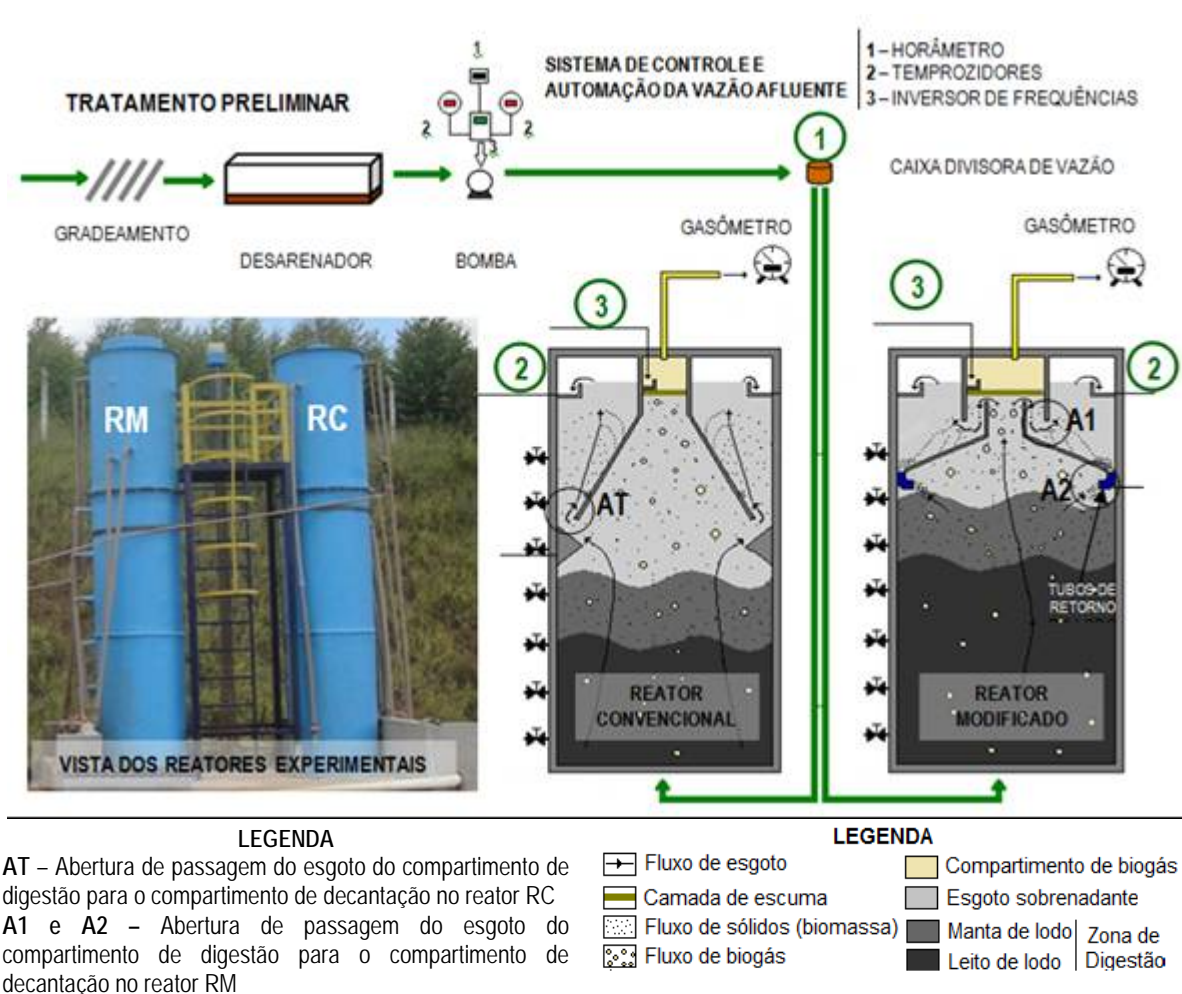 1
SISTEMA DE CONTROLE E
AUTOMAÇÃO DA VAZÃO AFLUENTE
1 – HORÂMETRO
2 – TEMPROZIDORES
3 – INVERSOR DE FREQUÊNCIAS
TRATAMENTO PRELIMINAR
2
2
3
1
CAIXA DIVISORA DE VAZÃO
GRADEAMENTO
DESARENADOR
BOMBA
GASÔMETRO
GASÔMETRO
3
3
2
2
RM
RC
AT
A1
A2
TUBOS DE
RETORNO
REATOR
CONVENCIONAL
REATOR
MODIFICADO
VISTA DOS REATORES EXPERIMENTAIS
LEGENDA
AT – Abertura de passagem do esgoto do compartimento de
digestão para o compartimento de decantação no reator RC
A1 e A2 – Abertura de passagem do esgoto do
compartimento de digestão para o compartimento de
decantação no reator RM
LEGENDA
Fluxo de esgoto
Camada de escuma
Fluxo de sólidos (biomassa)
Fluxo de biogás
Compartimento de biogás
Esgoto sobrenadante
Manta de lodo
Leito de lodo
Zona de
Digestão